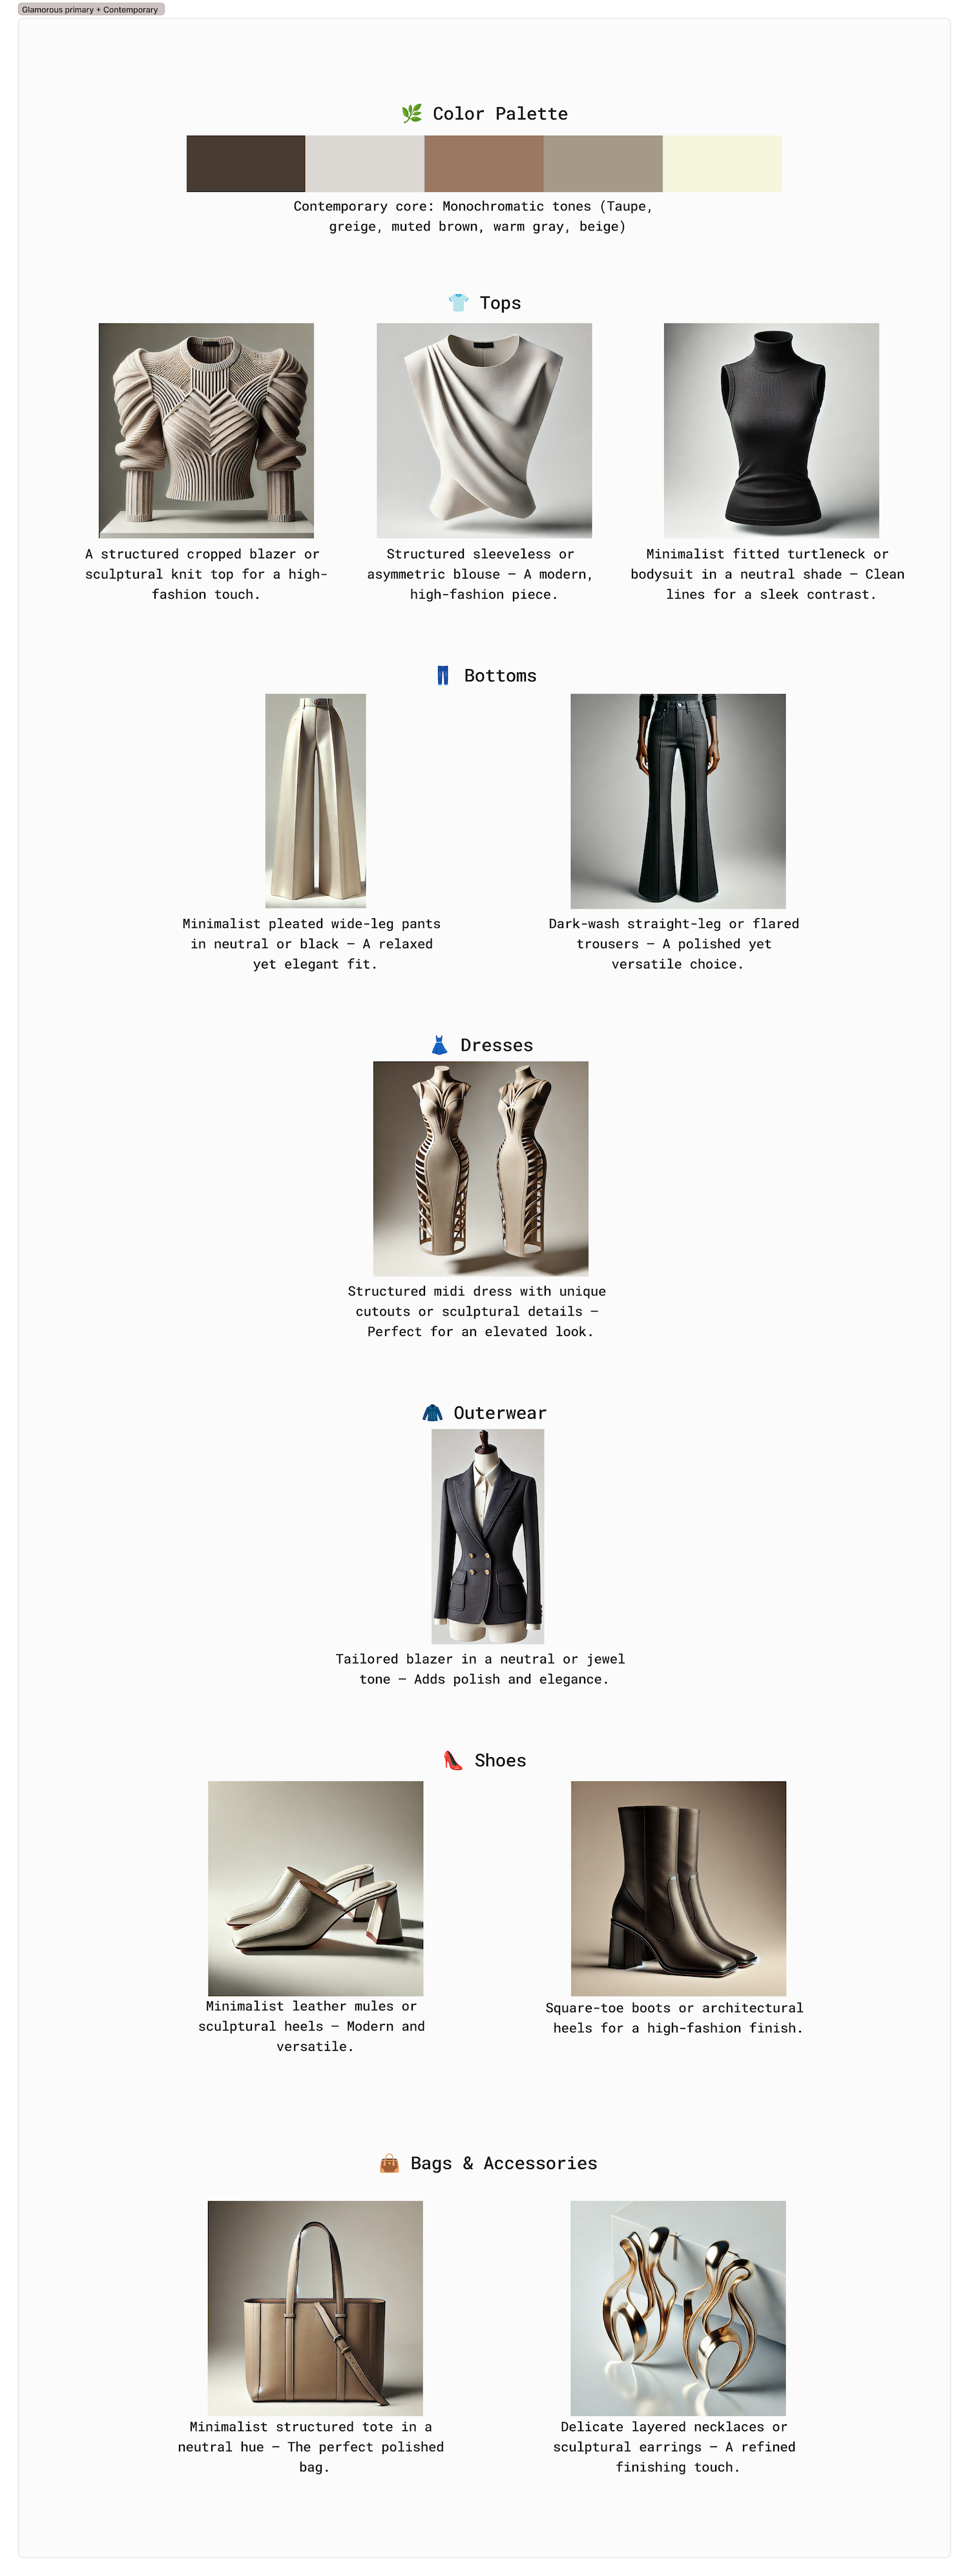 Glamorous primary + Contemporary
🌿 Color Palette
Contemporary core: Monochromatic tones (Taupe,
greige, muted brown, warm gray, beige)
👕 Tops
A structured cropped blazer or
sculptural knit top for a high-
fashion touch.
Structured sleeveless or
asymmetric blouse – A modern,
high-fashion piece.
Minimalist fitted turtleneck or
bodysuit in a neutral shade – Clean
lines for a sleek contrast.
👖 Bottoms
Minimalist pleated wide-leg pants
in neutral or black – A relaxed
yet elegant fit.
Dark-wash straight-leg or flared
trousers – A polished yet
versatile choice.
👗 Dresses
Structured midi dress with unique
cutouts or sculptural details –
Perfect for an elevated look.
🧥 Outerwear
Tailored blazer in a neutral or jewel
tone – Adds polish and elegance.
👠 Shoes
Minimalist leather mules or
sculptural heels – Modern and
versatile.
Square-toe boots or architectural
heels for a high-fashion finish.
👜 Bags & Accessories
Minimalist structured tote in a
neutral hue – The perfect polished
bag.
Delicate layered necklaces or
sculptural earrings – A refined
finishing touch.